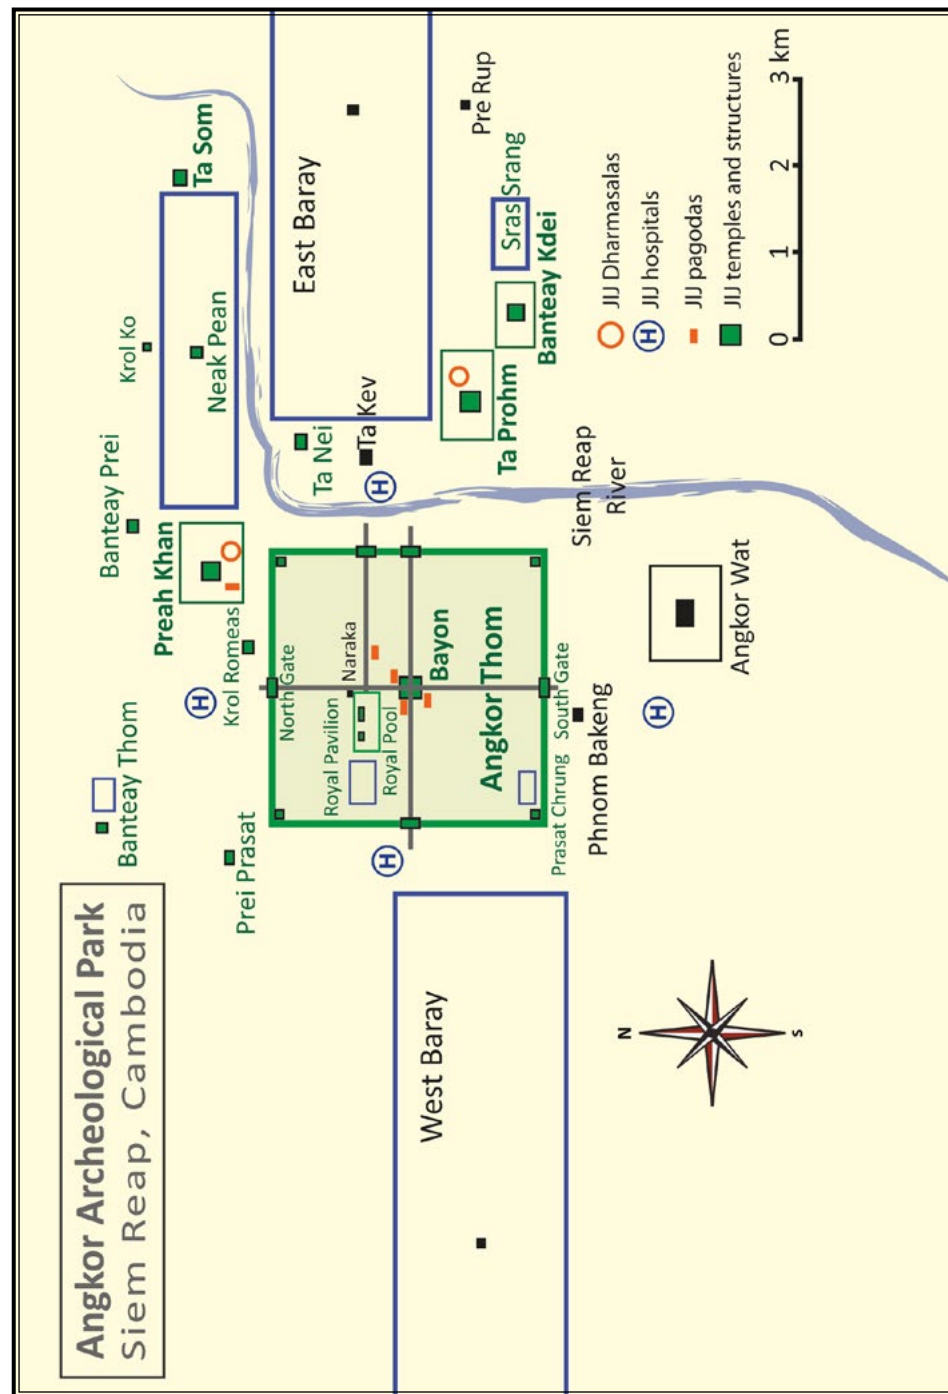 Angkor Archeological Park
Siem Reap, Cambodia
Banteay Thom
Prei Prasat
H
Krol Romeas
Preah Khan
Banteay Prei
Krol Ko
Neak Pean
Ta Som
North Gate
Naraka
Royal Pavilion
Royal Pool
Bayon
Angkor Thom
Prasat Chrung
South Gate
H
H
Ta Nei
Ta Kev
East Baray
Pre Rup
Sras Srang
Banteay Kdei
Ta Prohm
West Baray
Phnom Bakeng
H
Angkor Wat
Siem Reap
River
JIJ Dharmasalas
H JIJ hospitals
JIJ pagodas
JIJ temples and structures
0 1 2 3 km
N
S